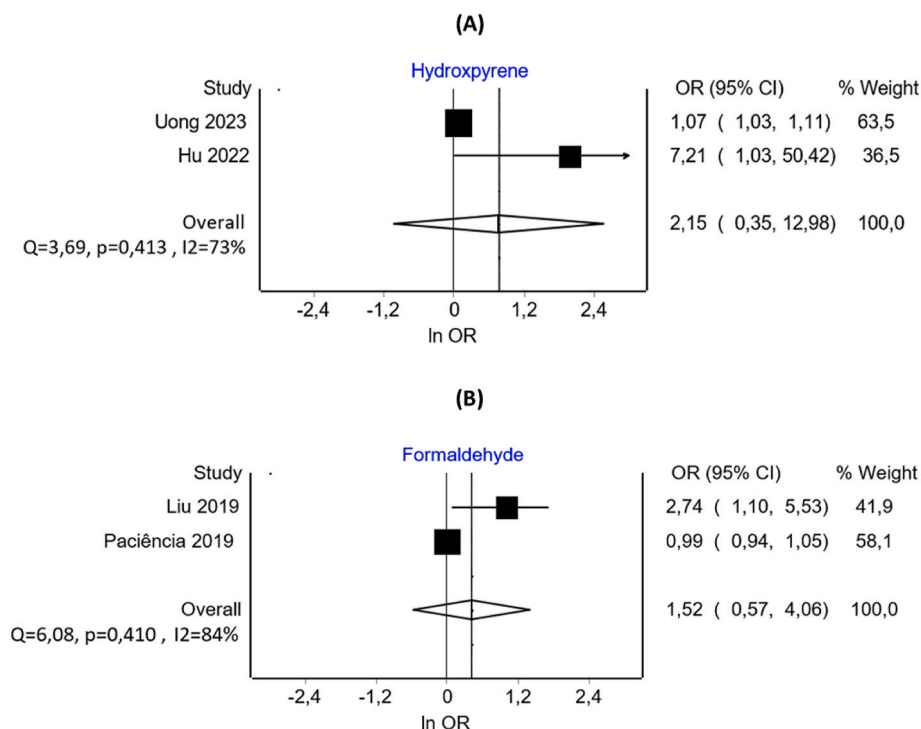 (A)
Hydroxpyrene
Study OR (95% CI) % Weight
Uong 2023 1,07 ( 1,03, 1,11) 63,5
Hu 2022 7,21 ( 1,03, 50,42) 36,5
Overall 2,15 ( 0,35, 12,98) 100,0
Q=3,69, p=0,413 , I2=73%
-2,4 -1,2 0 1,2 2,4
ln OR
(B)
Formaldehyde
Study OR (95% CI) % Weight
Liu 2019 2,74 ( 1,10, 5,53) 41,9
Paciência 2019 0,99 ( 0,94, 1,05) 58,1
Overall 1,52 ( 0,57, 4,06) 100,0
Q=6,08, p=0,410 , I2=84%
-2,4 -1,2 0 1,2 2,4
ln OR